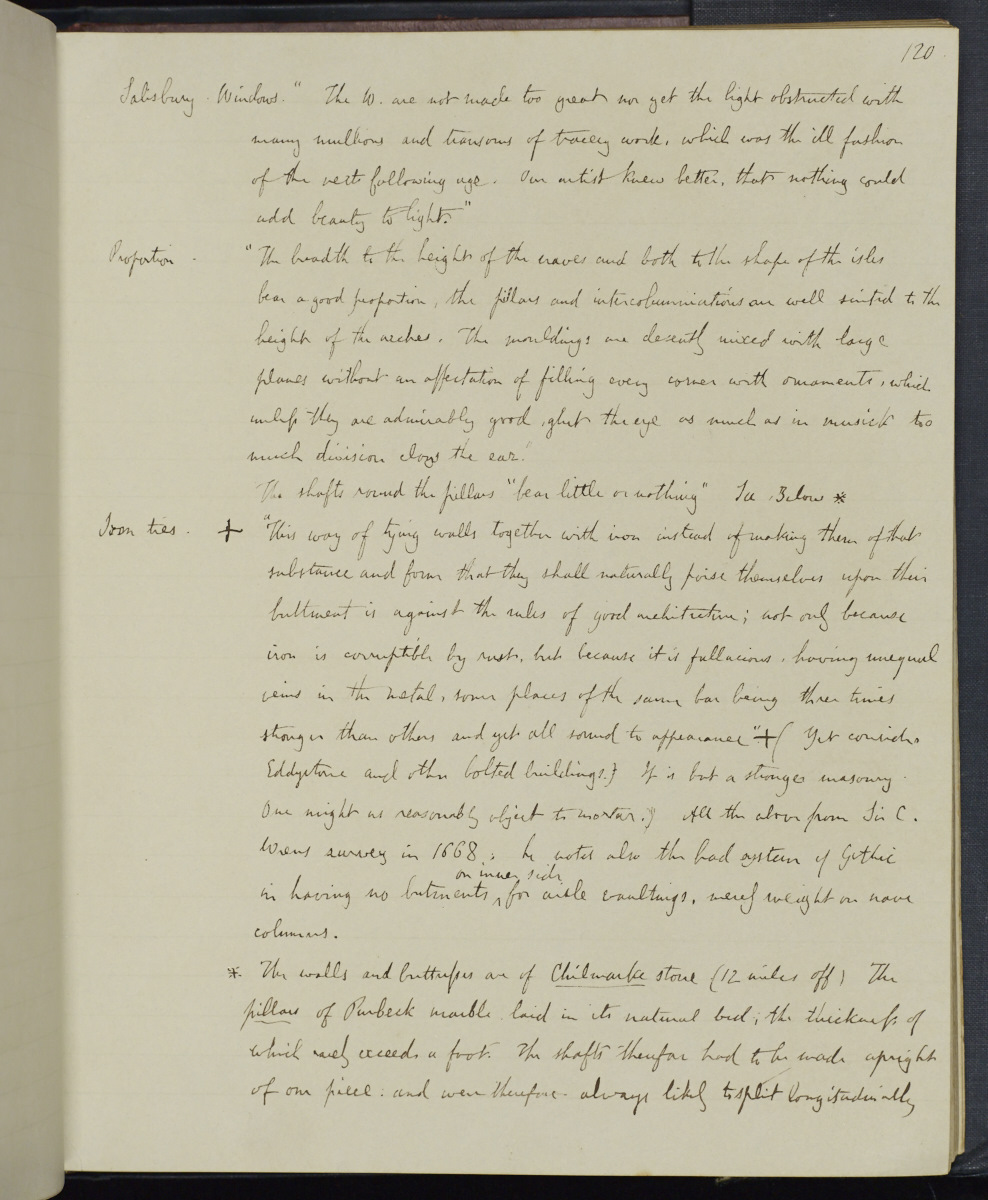 120
Salisbury. Windows. " The W. are not made too great nor yet the light obstructed with
many mullions and transoms of tracery work, which was the ill fashion
of the next following age. Our artist knew better, that nothing could
add beauty to light."
Proportion - " The breadth to the height of the naves and both to the shape of the isles
bear a good proportion, the pillars and intercolumniations are well suited to the
height of the arches. The mouldings are decently mixed with large
planes without an affectation of filling every corner with ornaments, which
unless they are admirably good, glut the eye as much as in musick too
much division cloys the ear."
The shafts round the pillars "bear little or nothing" See Below *
Iron ties. + "This way of tying walls together with iron instead of making them of that
substance and form that they shall naturally poise themselves upon their
buttment is against the rules of good architecture; not only because
iron is corruptible by rust, but because it is fallacious, having unequal
veins in the metal, some places of the same bar being three times
stronger than others and yet all sound to appearance" + ( Yet consider
Eddystone and other bolted buildings.) It is but a stronger masonry.
One might as reasonably object to mortar.) All the above from Sir C.
Wrens survey in 1668; he notes also the bad system of Gothic
on inner side
in having no butments, for aisle vaultings, merely weight on nave
columns.
* The walls and buttresses are of Chilmarke stone (12 miles off) The
pillars of Purbeck marble laid in its natural bed; the thickness of
which rarely exceeds a foot. The shafts therefore had to be made upright
of one piece. and were therefore always likely to split longitudinally